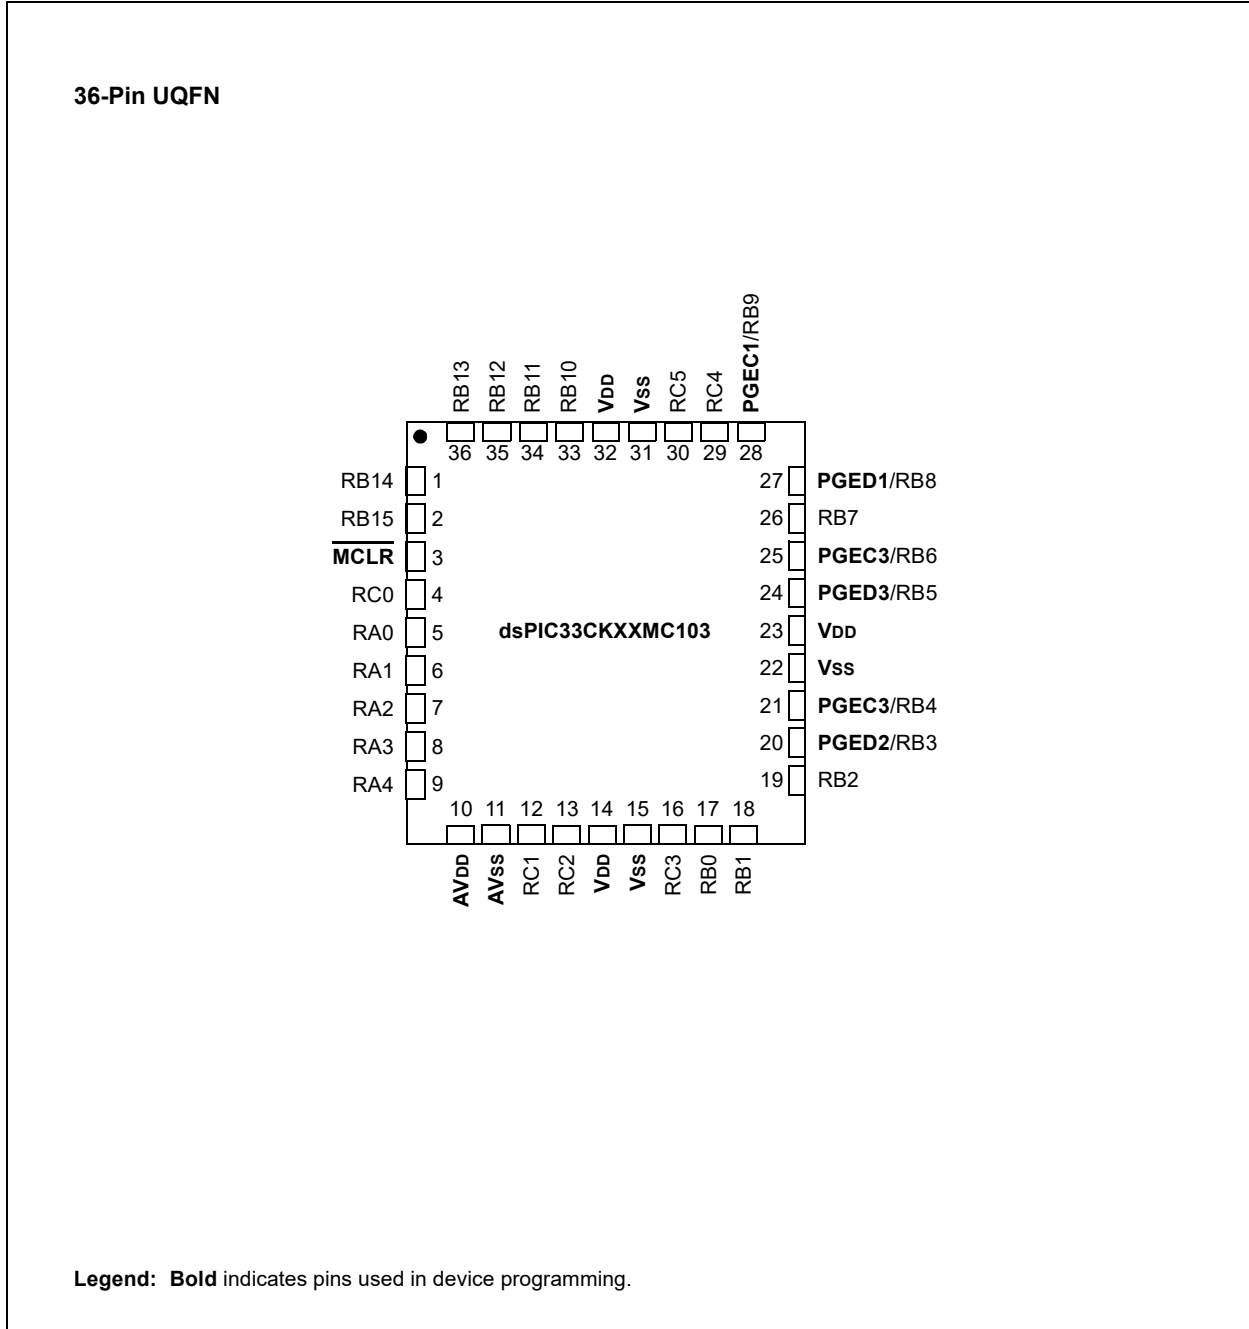 36-Pin UQFN
RB13
RB12
RB11
RB10
VDD
VSS
RC5
RC4
PGEC1/RB9
36 35 34 33 32 31 30 29 28
RB14 1
RB15 2
MCLR 3
RC0 4
RA0 5
RA1 6
RA2 7
RA3 8
RA4 9
dsPIC33CKXXMC103
27 PGED1/RB8
26 RB7
25 PGEC3/RB6
24 PGED3/RB5
23 VDD
22 VSS
21 PGEC3/RB4
20 PGED2/RB3
19 RB2
10 11 12 13 14 15 16 17 18
AVDD
AVSS
RC1
RC2
VDD
VSS
RC3
RB0
RB1
Legend: Bold indicates pins used in device programming.